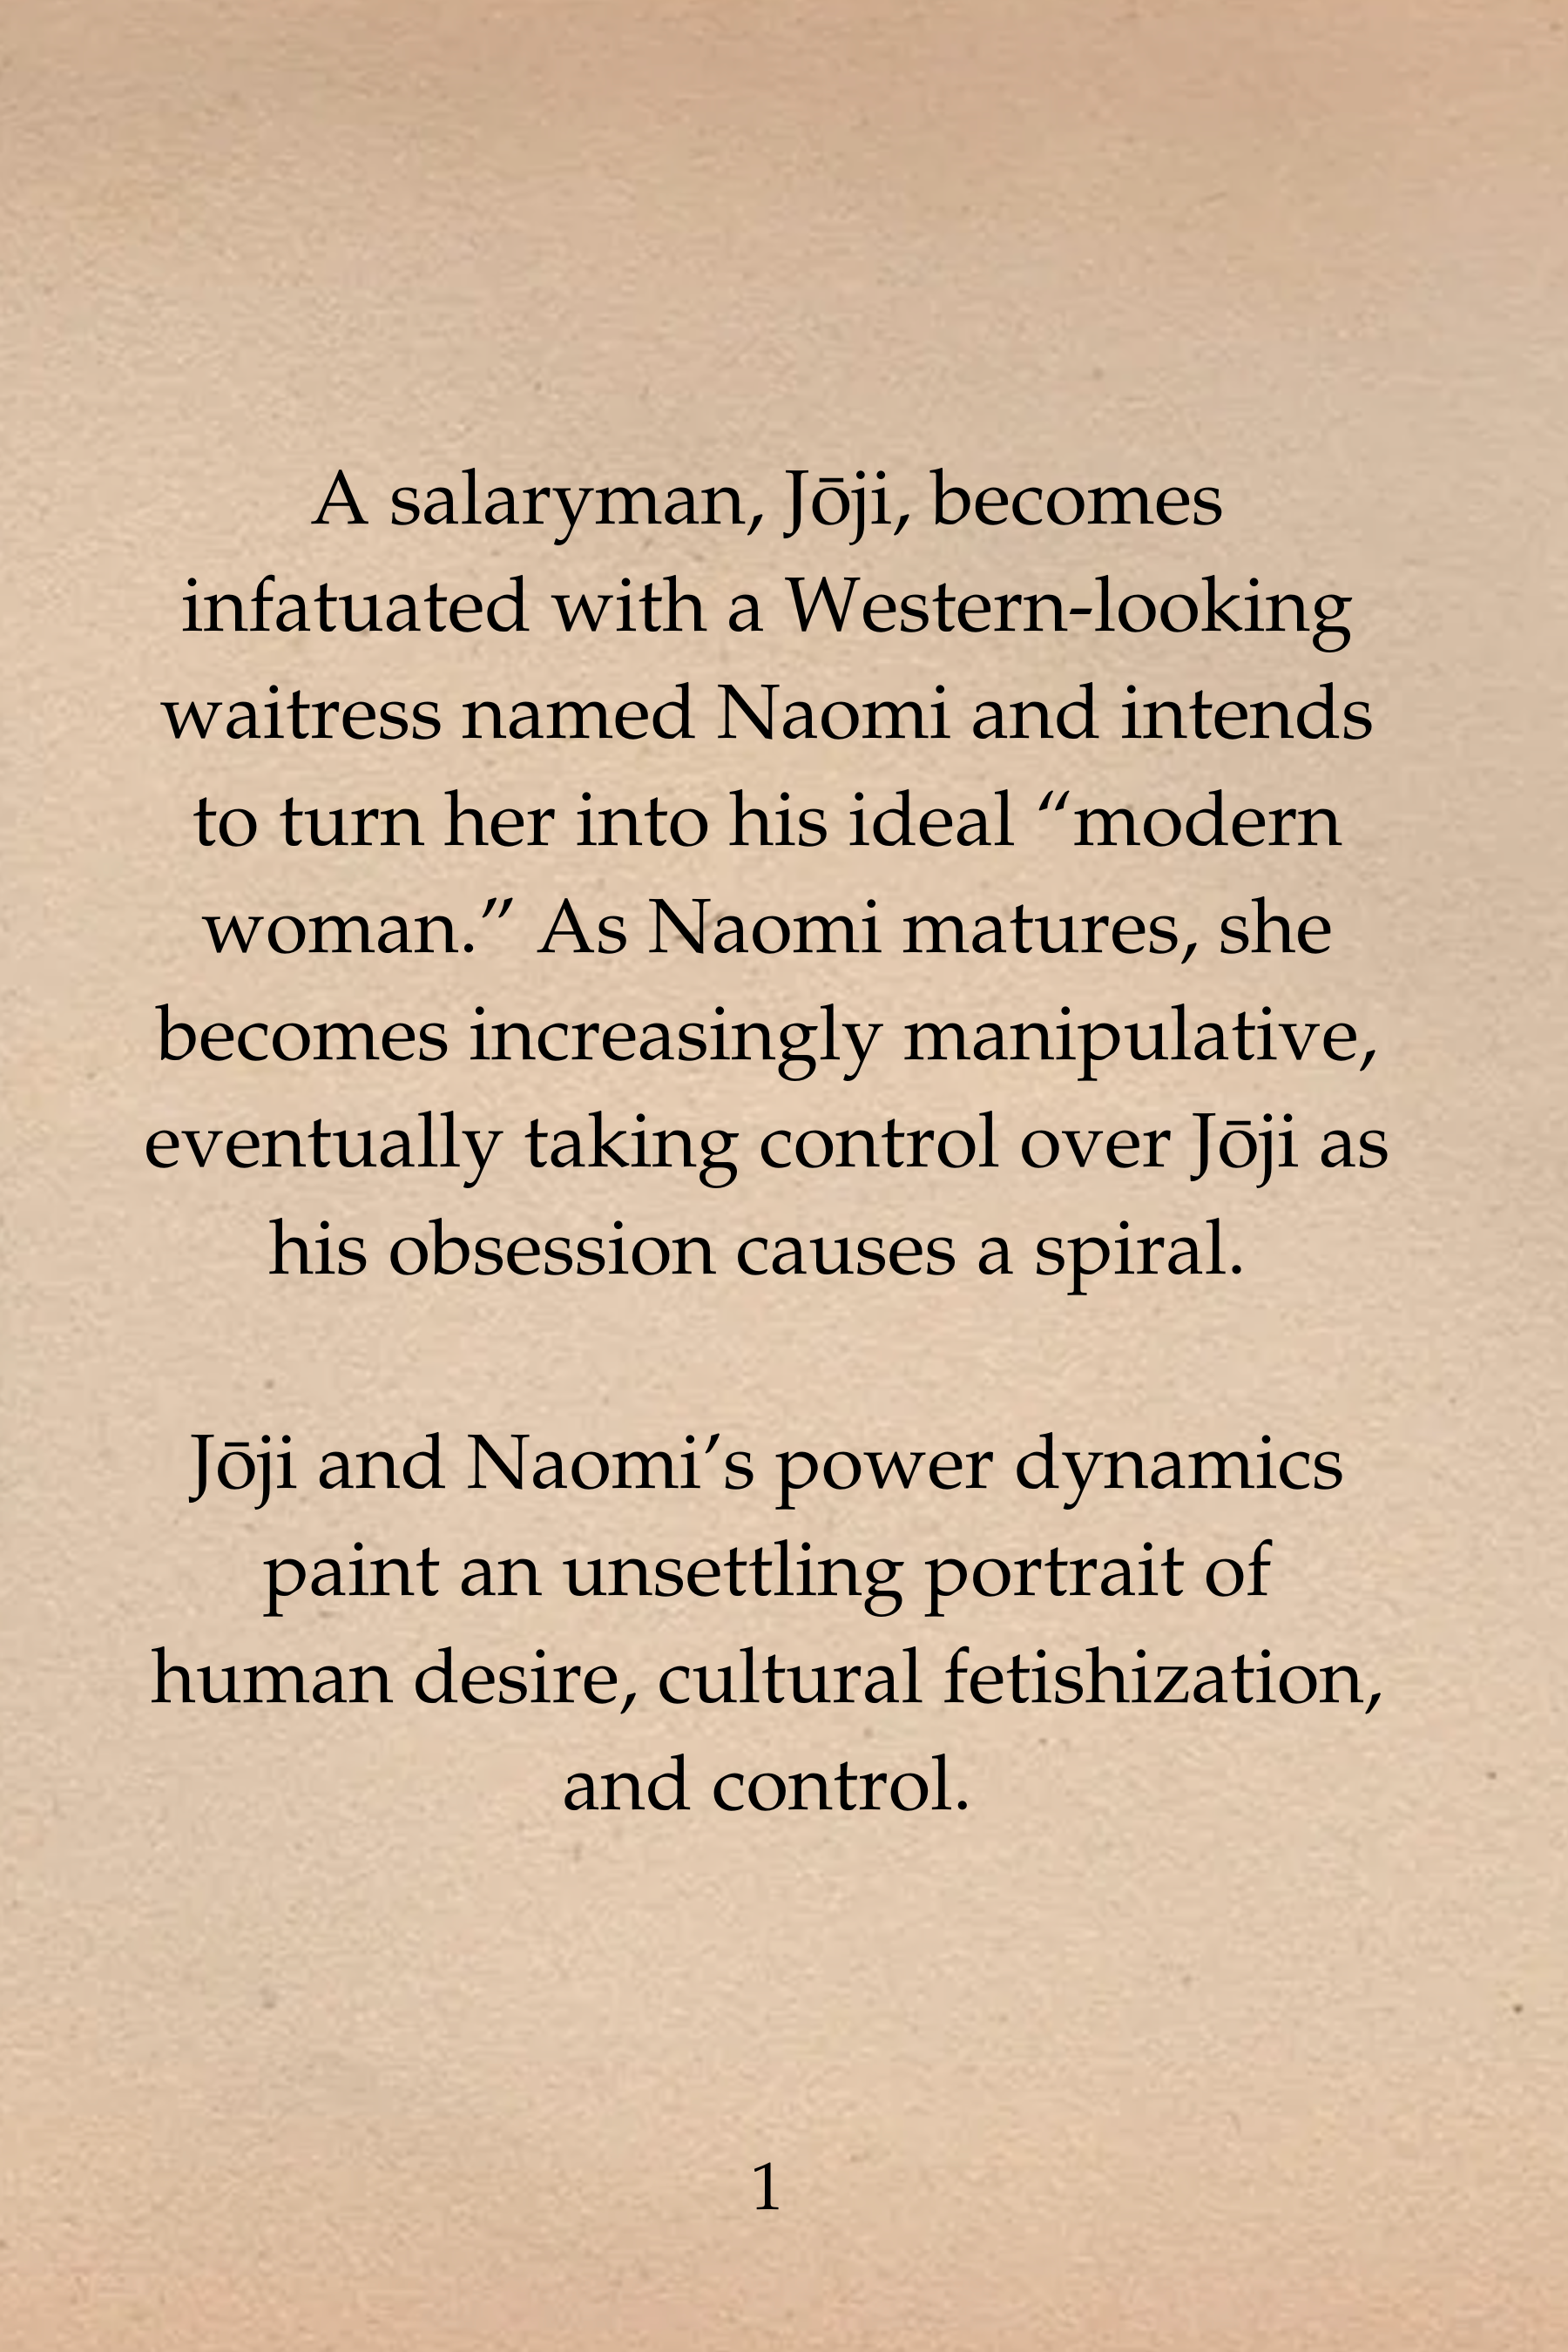 A salaryman, Jōji, becomes
infatuated with a Western-looking
waitress named Naomi and intends
to turn her into his ideal “modern
woman.” As Naomi matures, she
becomes increasingly manipulative,
eventually taking control over Jōji as
his obsession causes a spiral.
Jōji and Naomi’s power dynamics
paint an unsettling portrait of
human desire, cultural fetishization,
and control.
1